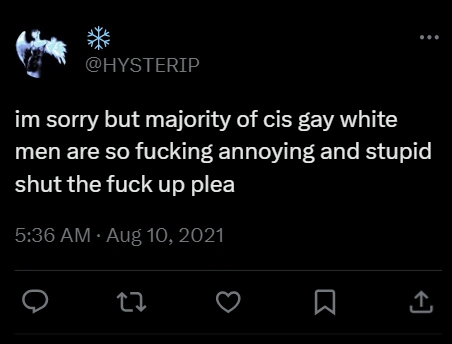 ❄
@HYSTERIP
im sorry but majority of cis gay white
men are so fucking annoying and stupid
shut the fuck up plea
5:36 AM · Aug 10, 2021